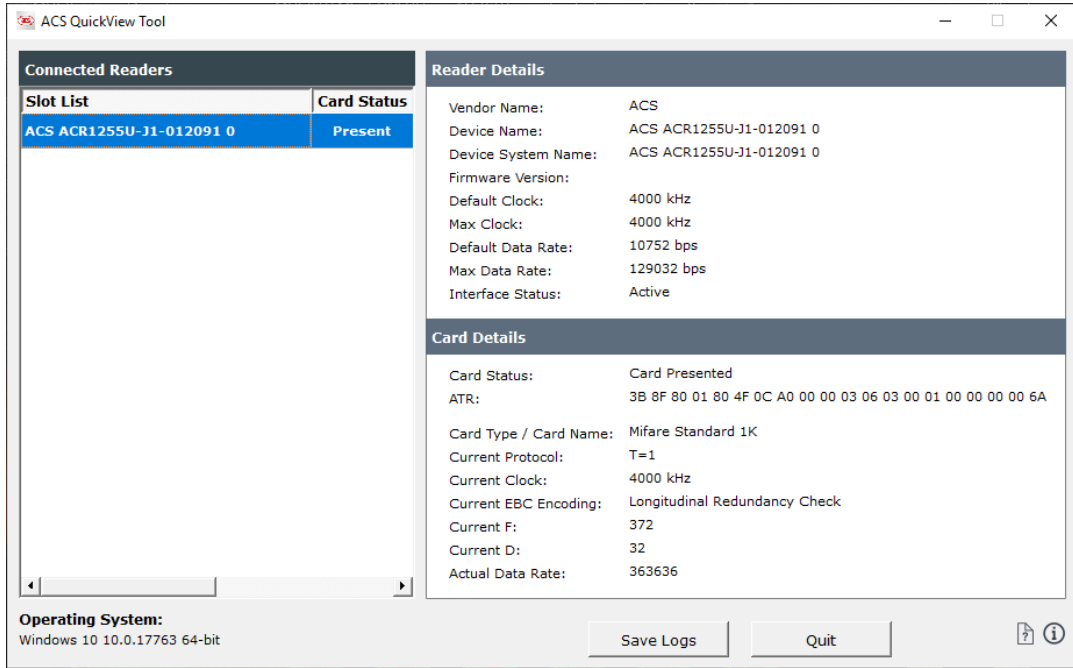 ACS QuickView Tool
Connected Readers
Slot List Card Status
ACS ACR1255U-J1-012091 0 Present
Reader Details
Vendor Name: ACS
Device Name: ACS ACR1255U-J1-012091 0
Device System Name: ACS ACR1255U-J1-012091 0
Firmware Version:
Default Clock: 4000 kHz
Max Clock: 4000 kHz
Default Data Rate: 10752 bps
Max Data Rate: 129032 bps
Interface Status: Active
Card Details
Card Status: Card Presented
ATR: 3B 8F 80 01 80 4F 0C A0 00 00 03 06 03 00 01 00 00 00 00 6A
Card Type / Card Name: Mifare Standard 1K
Current Protocol: T=1
Current Clock: 4000 kHz
Current EBC Encoding: Longitudinal Redundancy Check
Current F: 372
Current D: 32
Actual Data Rate: 363636
Operating System:
Windows 10 10.0.17763 64-bit
Save Logs Quit